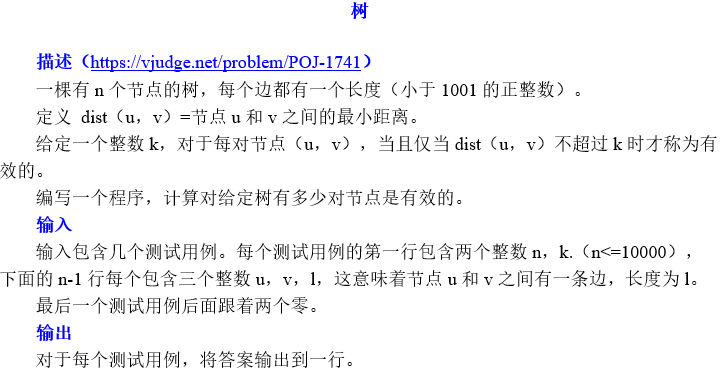 树
描述（https://vjudge.net/problem/POJ-1741）
一棵有 n 个节点的树，每个边都有一个长度（小于 1001 的正整数）。
定义 dist（u，v）=节点 u 和 v 之间的最小距离。
给定一个整数 k，对于每对节点（u，v），当且仅当 dist（u，v）不超过 k 时才称为有
效的。
编写一个程序，计算对给定树有多少对节点是有效的。
输入
输入包含几个测试用例。每个测试用例的第一行包含两个整数 n，k.（n<=10000），
下面的 n-1 行每个包含三个整数 u，v，l，这意味着节点 u 和 v 之间有一条边，长度为 l。
最后一个测试用例后面跟着两个零。
输出
对于每个测试用例，将答案输出到一行。